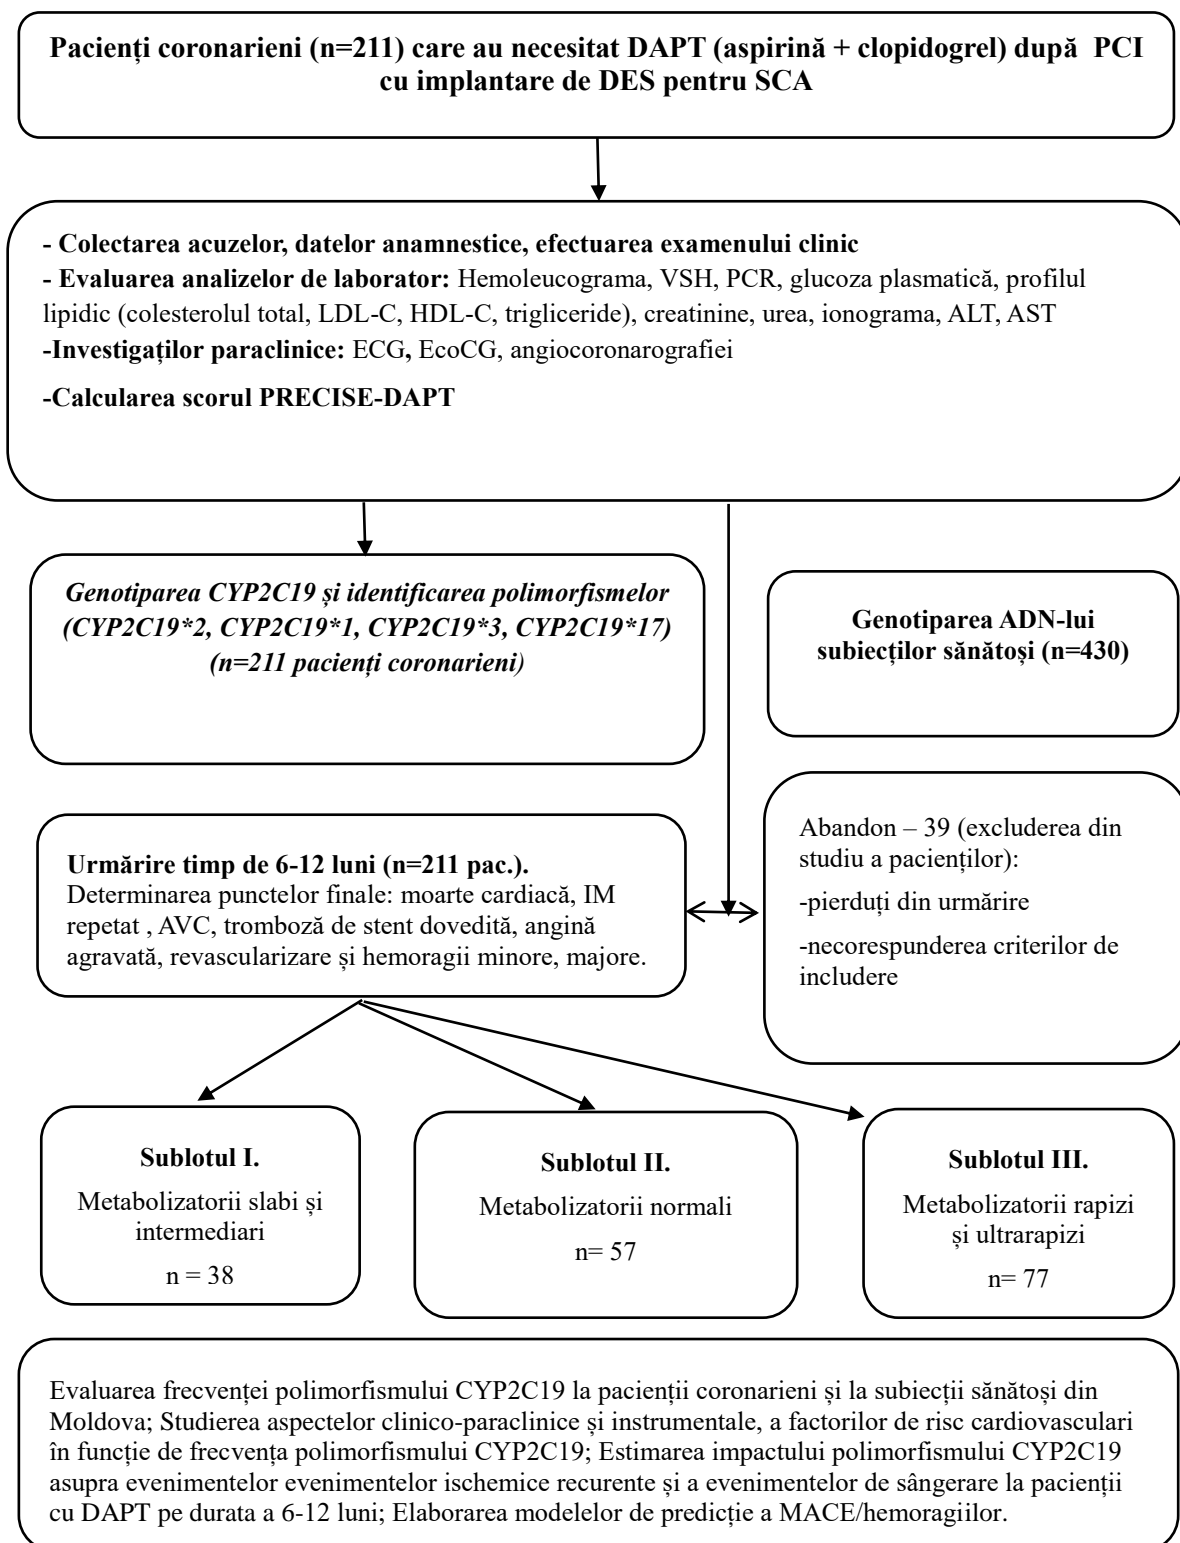 Pacienți coronarieni (n=211) care au necesitat DAPT (aspirină + clopidogrel) după PCI
cu implantare de DES pentru SCA
- Colectarea acuzelor, datelor anamnestice, efectuarea examenului clinic
- Evaluarea analizelor de laborator: Hemoleucograma, VSH, PCR, glucoza plasmatică, profilul
lipidic (colesterolul total, LDL-C, HDL-C, trigliceride), creatinine, urea, ionograma, ALT, AST
-Investigaților paraclinice: ECG, EcoCG, angiocoronarografiei
-Calcularea scorul PRECISE-DAPT
Genotiparea CYP2C19 și identificarea polimorfismelor
(CYP2C19*2, CYP2C19*1, CYP2C19*3, CYP2C19*17)
(n=211 pacienți coronarieni)
Genotiparea ADN-lui
subiecților sănătoși (n=430)
Urmărire timp de 6-12 luni (n=211 pac.).
Determinarea punctelor finale: moarte cardiacă, IM
repetat , AVC, tromboză de stent dovedită, angină
agravată, revascularizare și hemoragii minore, majore.
Abandon – 39 (excluderea din
studiu a pacienților):
-pierduți din urmărire
-necorespunderea criterilor de
includere
Sublotul I.
Metabolizatorii slabi și
intermediari
n = 38
Sublotul II.
Metabolizatorii normali
n= 57
Sublotul III.
Metabolizatorii rapizi
și ultrarapizi
n= 77
Evaluarea frecvenței polimorfismului CYP2C19 la pacienții coronarieni și la subiecții sănătoși din
Moldova; Studierea aspectelor clinico-paraclinice și instrumentale, a factorilor de risc cardiovasculari
în funcție de frecvența polimorfismului CYP2C19; Estimarea impactului polimorfismului CYP2C19
asupra evenimentelor evenimentelor ischemice recurente și a evenimentelor de sângerare la pacienții
cu DAPT pe durata a 6-12 luni; Elaborarea modelelor de predicție a MACE/hemoragiilor.